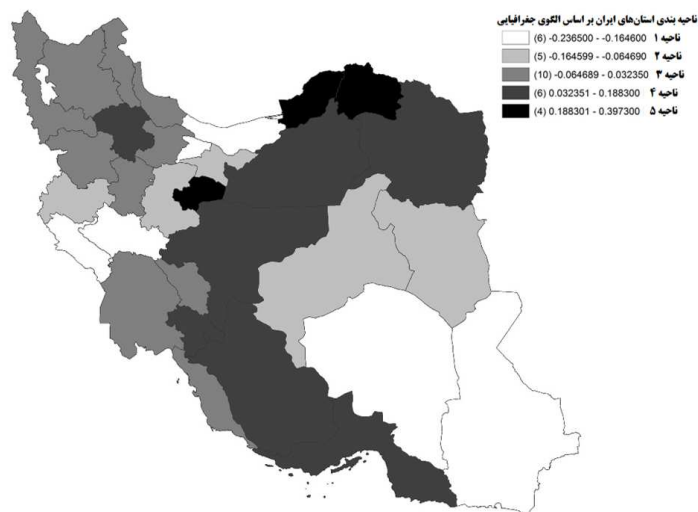 ناحیه بندی استان‌های ایران بر اساس الگوی جغرافیایی
(6) -0.236500 - -0.164600 ناحیه ۱
(5) -0.164599 - -0.064690 ناحیه ۲
(10) -0.064689 - 0.032350 ناحیه ۳
(6) 0.032351 - 0.188300 ناحیه ۴
(4) 0.188301 - 0.397300 ناحیه ۵